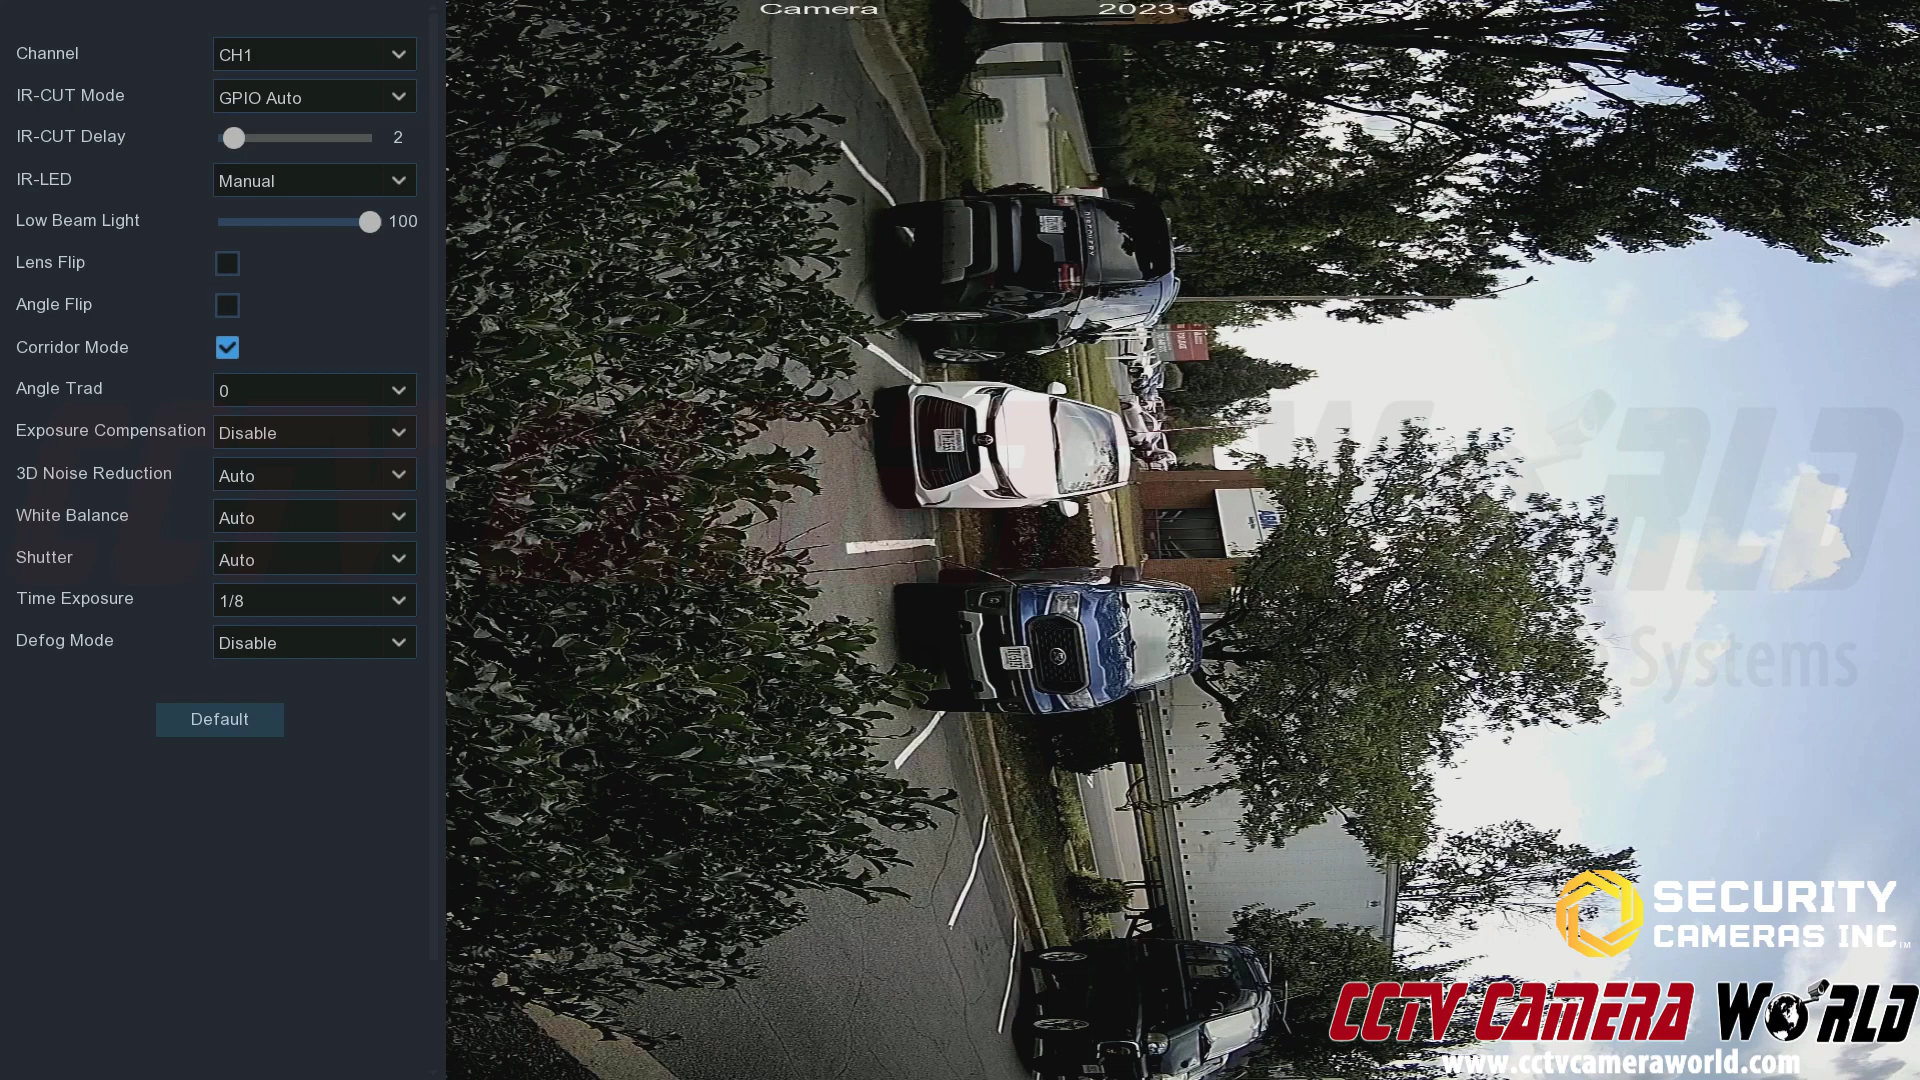 Camera
Channel
CH1
IR-CUT Mode
GPIO Auto
IR-CUT Delay
2
IR-LED
Manual
Low Beam Light
100
Lens Flip
Angle Flip
Corridor Mode
Angle Trad
0
Exposure Compensation
Disable
3D Noise Reduction
Auto
White Balance
Auto
Shutter
Auto
Time Exposure
1/8
Defog Mode
Disable
Default
DISCOVERY
Systems
SECURITY
CAMERAS INC.™
CCTV CAMERA WORLD
www.cctvcameraworld.com